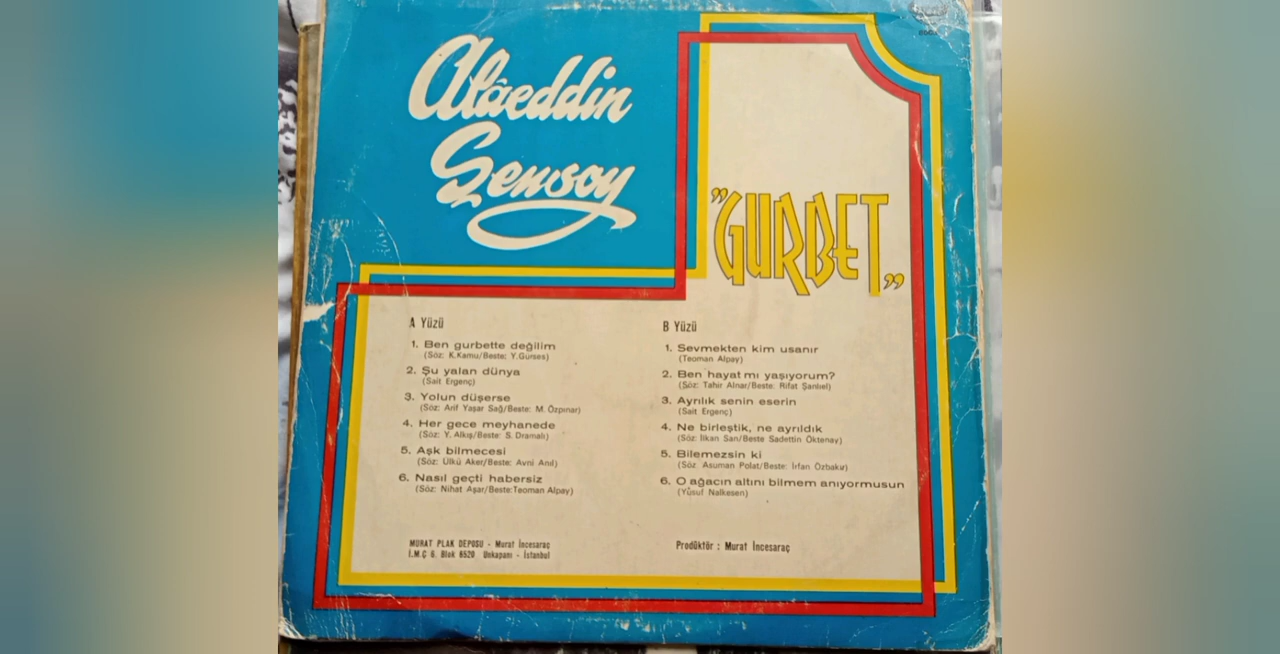 Alâeddin
Şensoy
"GURBET"
A Yüzü
1. Ben gurbette değilim
(Söz: K.Kamu/Beste: Y.Gürses)
2. Şu yalan dünya
(Sait Ergenç)
3. Yolun düşerse
(Söz: Arif Yaşar Sağ/Beste: M. Özpınar)
4. Her gece meyhanede
(Söz: Y. Alkış/Beste: S. Dramalı)
5. Aşk bilmecesi
(Söz: Ülkü Aker/Beste: Avni Anıl)
6. Nasıl geçti habersiz
(Söz: Nihat Aşar/Beste:Teoman Alpay)
B Yüzü
1. Sevmekten kim usanır
(Teoman Alpay)
2. Ben hayat mı yaşıyorum?
(Söz: Tahir Alnar/Beste: Rifat Şanlıel)
3. Ayrılık senin eserin
(Sait Ergenç)
4. Ne birleştik, ne ayrıldık
(Söz: İlkan San/Beste Sadettin Öktenay)
5. Bilemezsin ki
(Söz: Asuman Polat/Beste: İrfan Özbakır)
6. O ağacın altını bilmem anıyormusun
(Yûsuf Nalkesen)
MURAT PLAK DEPOSU - Murat İncesaraç
İ.M.Ç 6. Blok 6520 Unkapanı - İstanbul
Prodüktör : Murat İncesaraç